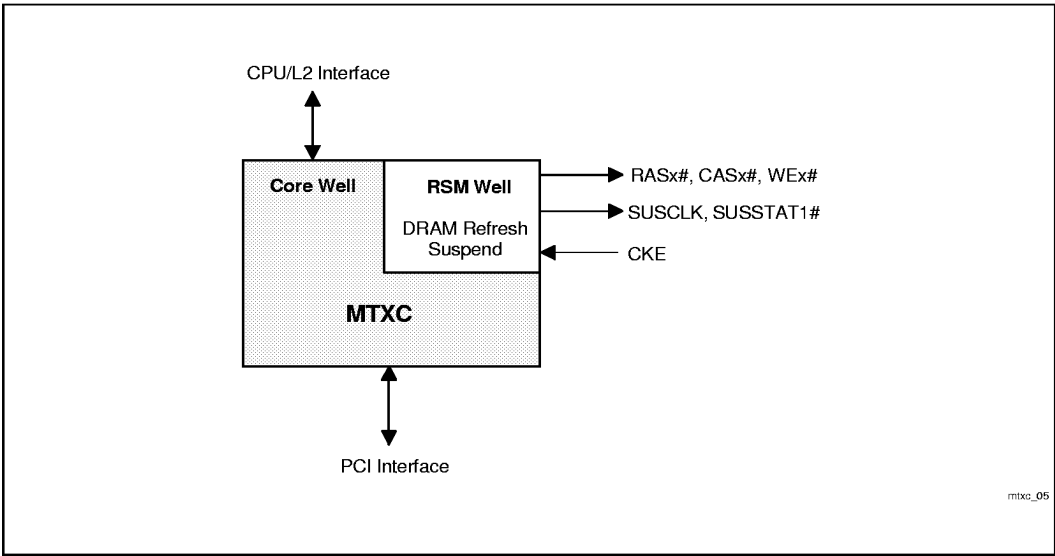 CPU/L2 Interface
Core Well
RSM Well
DRAM Refresh
Suspend
RASx#, CASx#, WEx#
SUSCLK, SUSSTAT1#
CKE
MTXC
PCI Interface
mtxc_05